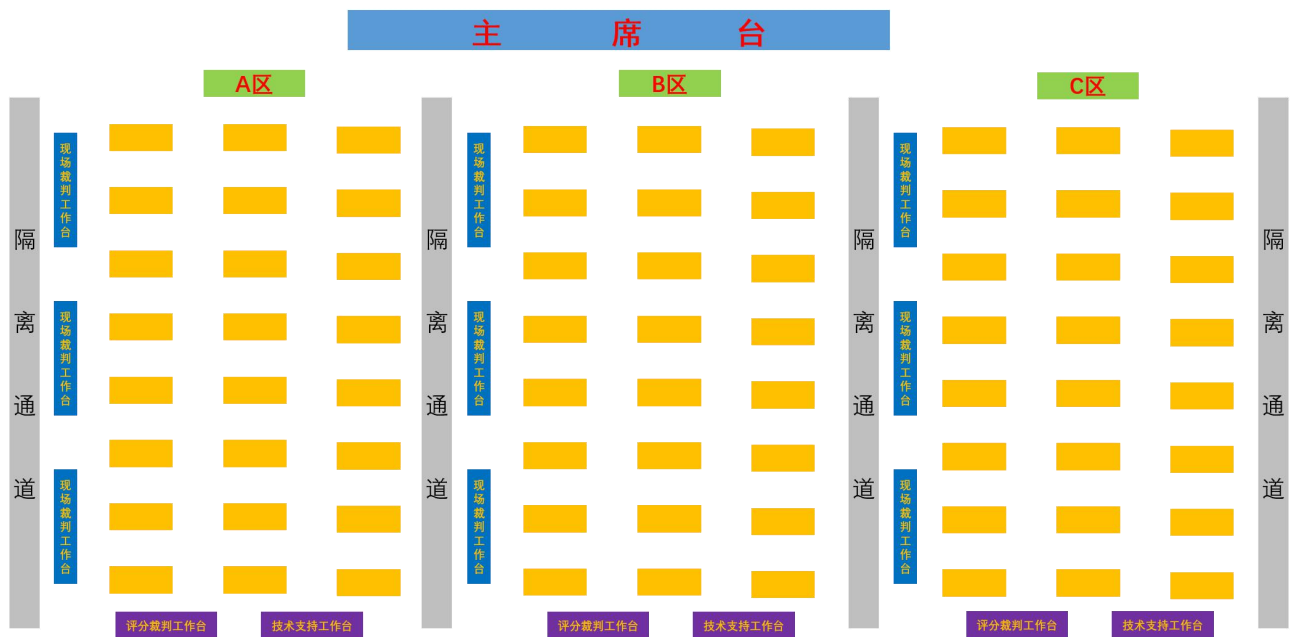 主席台
A区
B区
C区
隔离通道
现场裁判工作台
现场裁判工作台
现场裁判工作台
评分裁判工作台
技术支持工作台
隔离通道
现场裁判工作台
现场裁判工作台
现场裁判工作台
评分裁判工作台
技术支持工作台
隔离通道
现场裁判工作台
现场裁判工作台
现场裁判工作台
评分裁判工作台
技术支持工作台
隔离通道